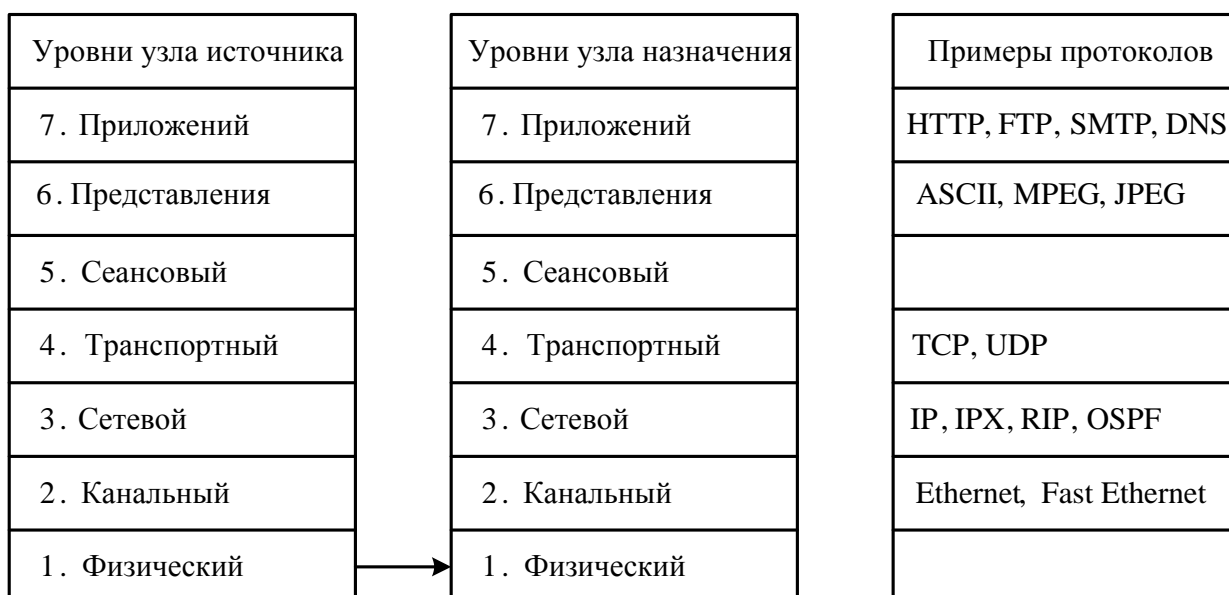 Уровни узла источника
Уровни узла назначения
Примеры протоколов
7. Приложений
7. Приложений
HTTP, FTP, SMTP, DNS
6. Представления
6. Представления
ASCII, MPEG, JPEG
5. Сеансовый
5. Сеансовый
4. Транспортный
4. Транспортный
TCP, UDP
3. Сетевой
3. Сетевой
IP, IPX, RIP, OSPF
2. Канальный
2. Канальный
Ethernet, Fast Ethernet
1. Физический
1. Физический